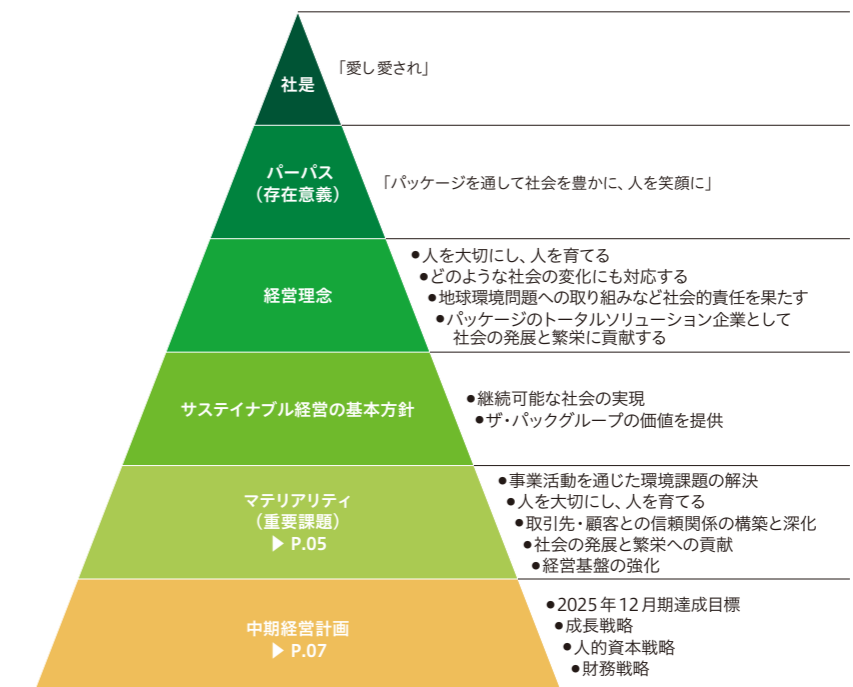 社是
「愛し愛され」
パーパス
（存在意義）
「パッケージを通して社会を豊かに、人を笑顔に」
経営理念
●人を大切にし、人を育てる
●どのような社会の変化にも対応する
●地球環境問題への取り組みなど社会的責任を果たす
●パッケージのトータルソリューション企業として
社会の発展と繁栄に貢献する
サステイナブル経営の基本方針
●継続可能な社会の実現
●ザ・パックグループの価値を提供
マテリアリティ
（重要課題）
▶ P.05
●事業活動を通じた環境課題の解決
●人を大切にし、人を育てる
●取引先・顧客との信頼関係の構築と深化
●社会の発展と繁栄への貢献
●経営基盤の強化
中期経営計画
▶ P.07
●2025年12月期達成目標
●成長戦略
●人的資本戦略
●財務戦略